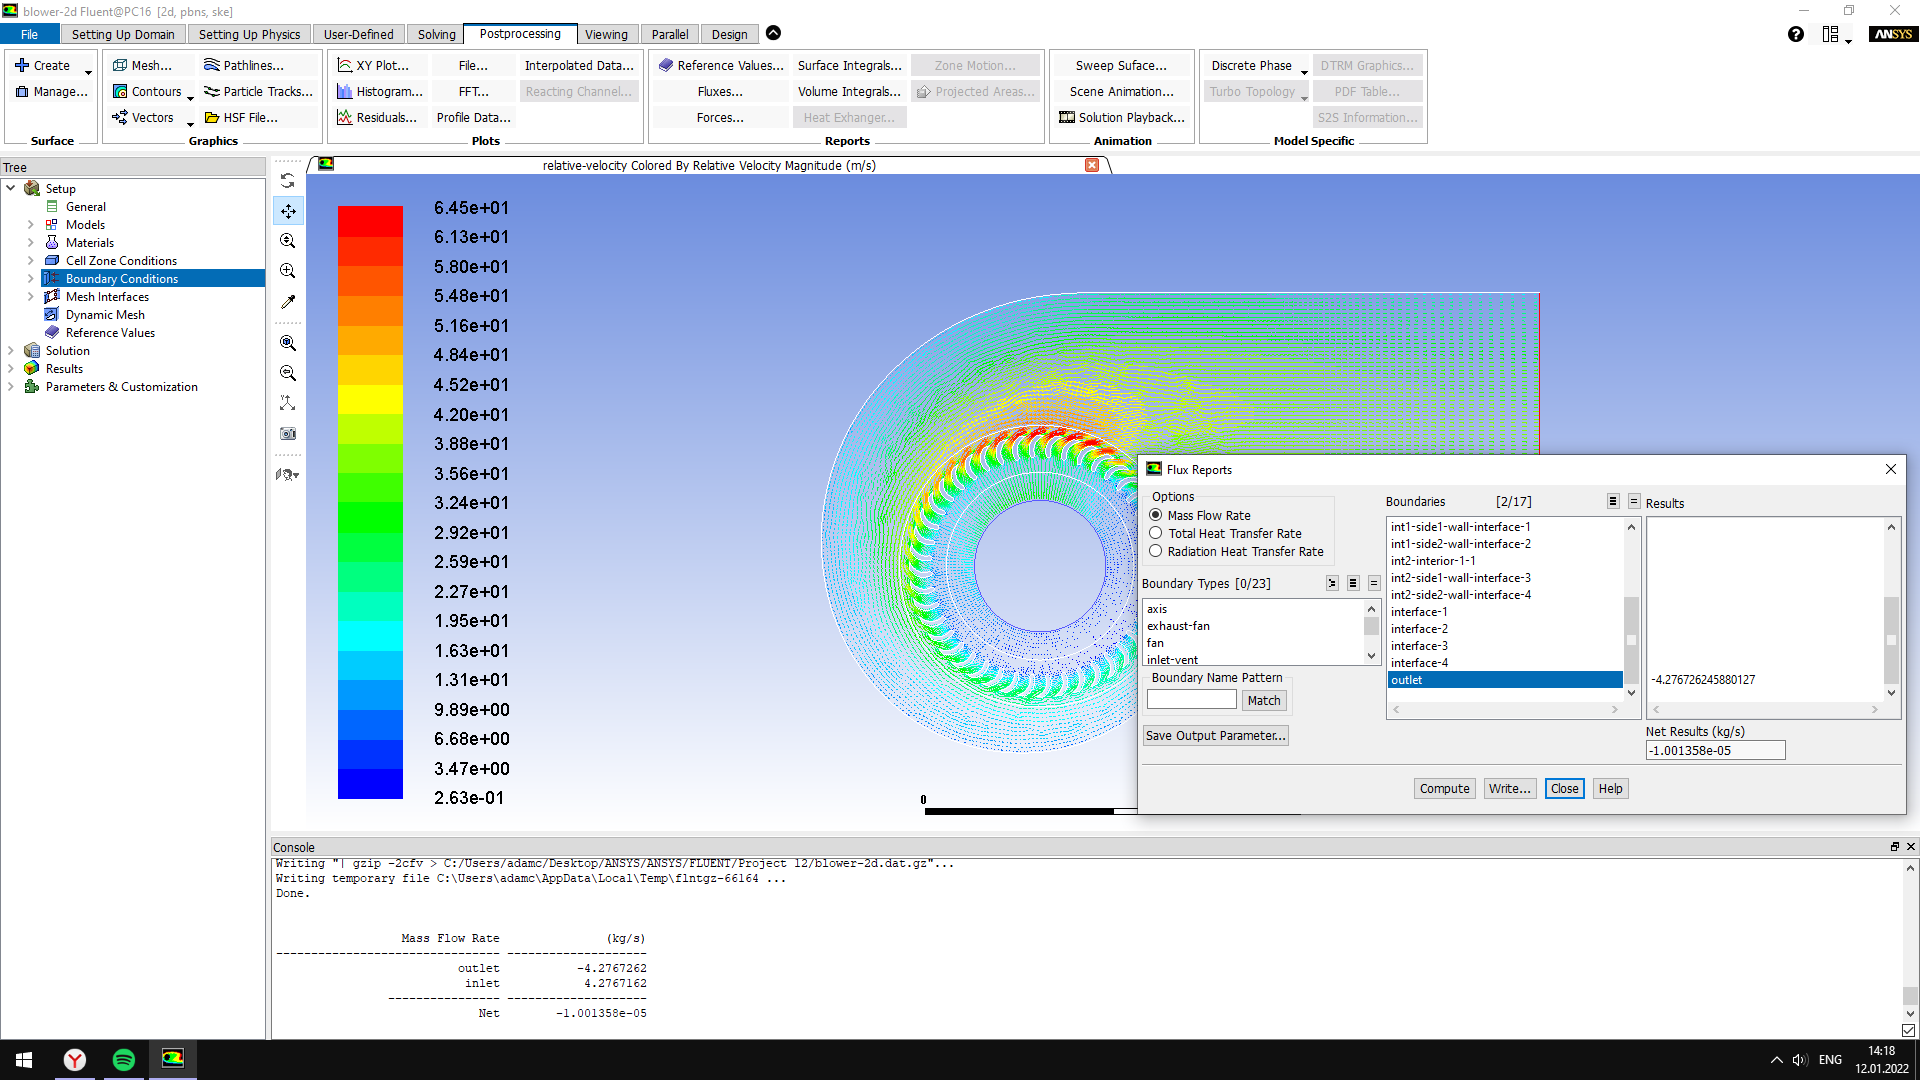 blower-2d Fluent@PC16 [2d, pbns, ske]
File Setting Up Domain Setting Up Physics User-Defined Solving Postprocessing Viewing Parallel Design
ANSYS
Create
Manage...
Surface
Mesh...
Contours
Vectors
Pathlines...
Particle Tracks...
HSF File...
Graphics
XY Plot...
Histogram...
Residuals...
File...
FFT...
Profile Data...
Interpolated Data...
Reacting Channel...
Plots
Reference Values...
Fluxes...
Forces...
Surface Integrals...
Volume Integrals...
Heat Exhanger...
Zone Motion...
Projected Areas...
Reports
Sweep Suface...
Scene Animation...
Solution Playback...
Animation
Discrete Phase
Turbo Topology
DTRM Graphics...
PDF Table...
S2S Information...
Model Specific
Tree
Setup
General
Models
Materials
Cell Zone Conditions
Boundary Conditions
Mesh Interfaces
Dynamic Mesh
Reference Values
Solution
Results
Parameters & Customization
relative-velocity Colored By Relative Velocity Magnitude (m/s)
6.45e+01
6.13e+01
5.80e+01
5.48e+01
5.16e+01
4.84e+01
4.52e+01
4.20e+01
3.88e+01
3.56e+01
3.24e+01
2.92e+01
2.59e+01
2.27e+01
1.95e+01
1.63e+01
1.31e+01
9.89e+00
6.68e+00
3.47e+00
2.63e-01
0
Flux Reports
Options
Mass Flow Rate
Total Heat Transfer Rate
Radiation Heat Transfer Rate
Boundary Types [0/23]
axis
exhaust-fan
fan
inlet-vent
Boundary Name Pattern
Match
Save Output Parameter...
Boundaries [2/17]
int1-side1-wall-interface-1
int1-side2-wall-interface-2
int2-interior-1-1
int2-side1-wall-interface-3
int2-side2-wall-interface-4
interface-1
interface-2
interface-3
interface-4
outlet
Results
-4.276726245880127
Net Results (kg/s)
-1.001358e-05
Compute Write... Close Help
Console
Writing "| gzip -2cfv > C:/Users/adamc/Desktop/ANSYS/ANSYS/FLUENT/Project 12/blower-2d.dat.gz"...
Writing temporary file C:\Users\adamc\AppData\Local\Temp\flntgz-66164 ...
Done.
Mass Flow Rate (kg/s)
-------------------------------- --------------------
outlet -4.2767262
inlet 4.2767162
---------------- --------------------
Net -1.001358e-05
ENG
14:18
12.01.2022